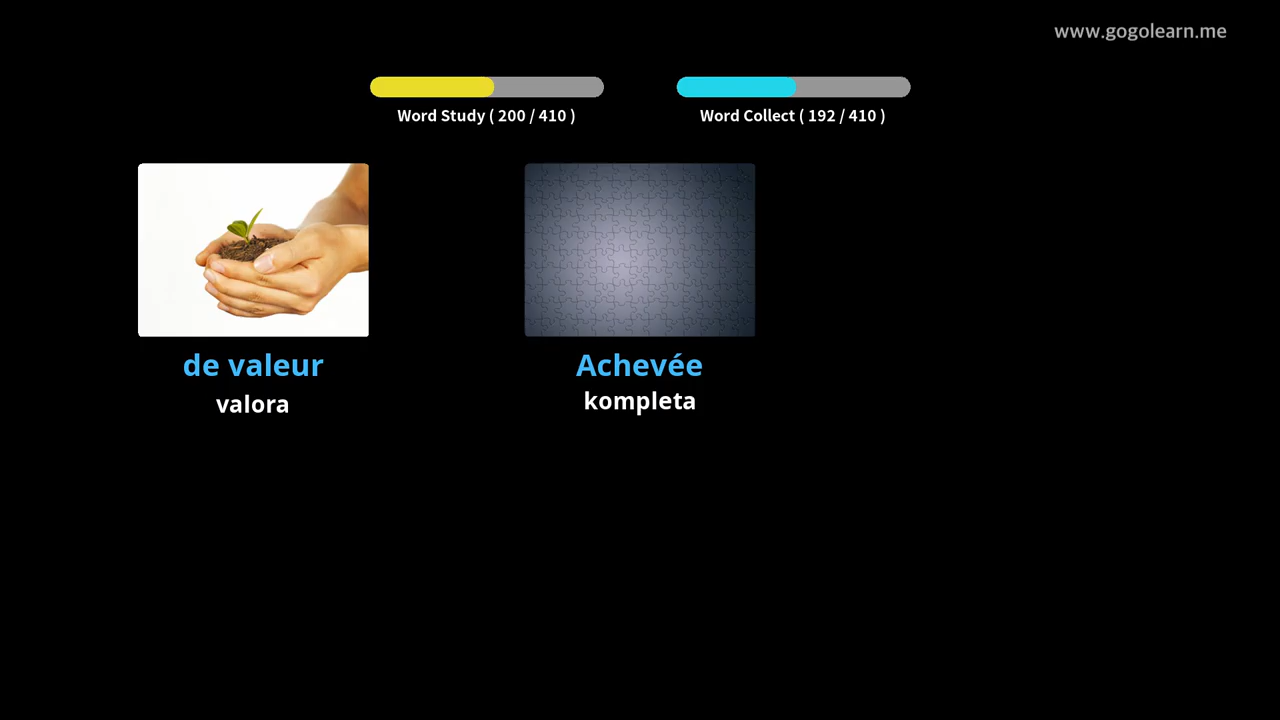 www.gogolearn.me
Word Study ( 200 / 410 )
Word Collect ( 192 / 410 )
de valeur
valora
Achevée
kompleta